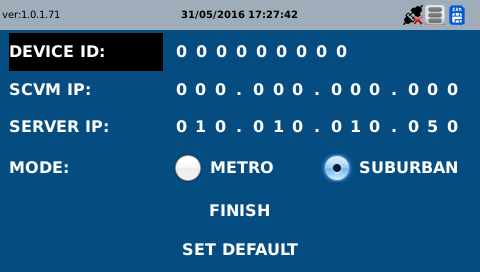 ver:1.0.1.71 31/05/2016 17:27:42
DEVICE ID: 0 0 0 0 0 0 0 0 0
SCVM IP: 0 0 0 . 0 0 0 . 0 0 0 . 0 0 0
SERVER IP: 0 1 0 . 0 1 0 . 0 1 0 . 0 5 0
MODE: METRO SUBURBAN
FINISH
SET DEFAULT